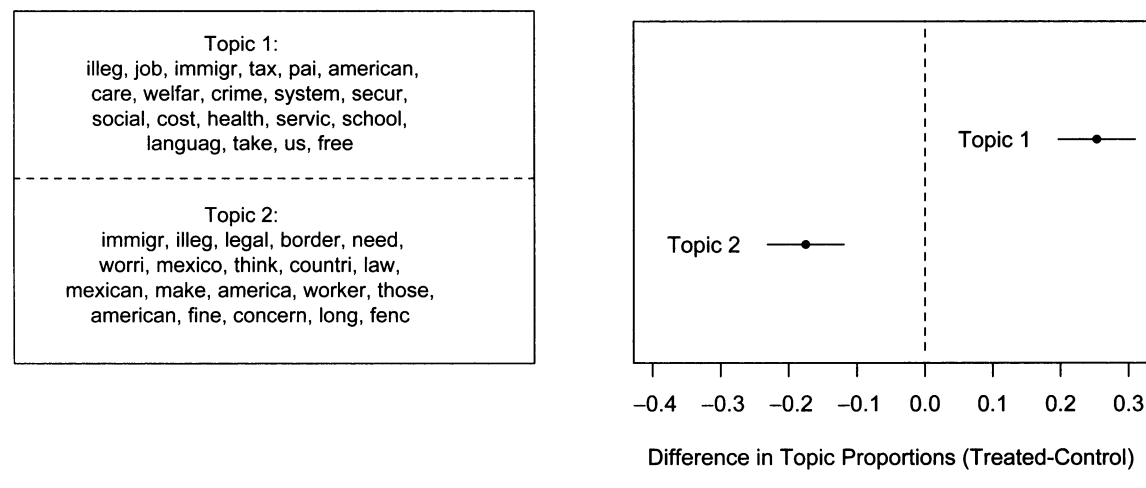 Topic 1:
illeg, job, immigr, tax, pai, american,
care, welfar, crime, system, secur,
social, cost, health, servic, school,
languag, take, us, free
Topic 2:
immigr, illeg, legal, border, need,
worri, mexico, think, countri, law,
mexican, make, america, worker, those,
american, fine, concern, long, fenc
Topic 1
Topic 2
−0.4 −0.3 −0.2 −0.1 0.0 0.1 0.2 0.3
Difference in Topic Proportions (Treated-Control)